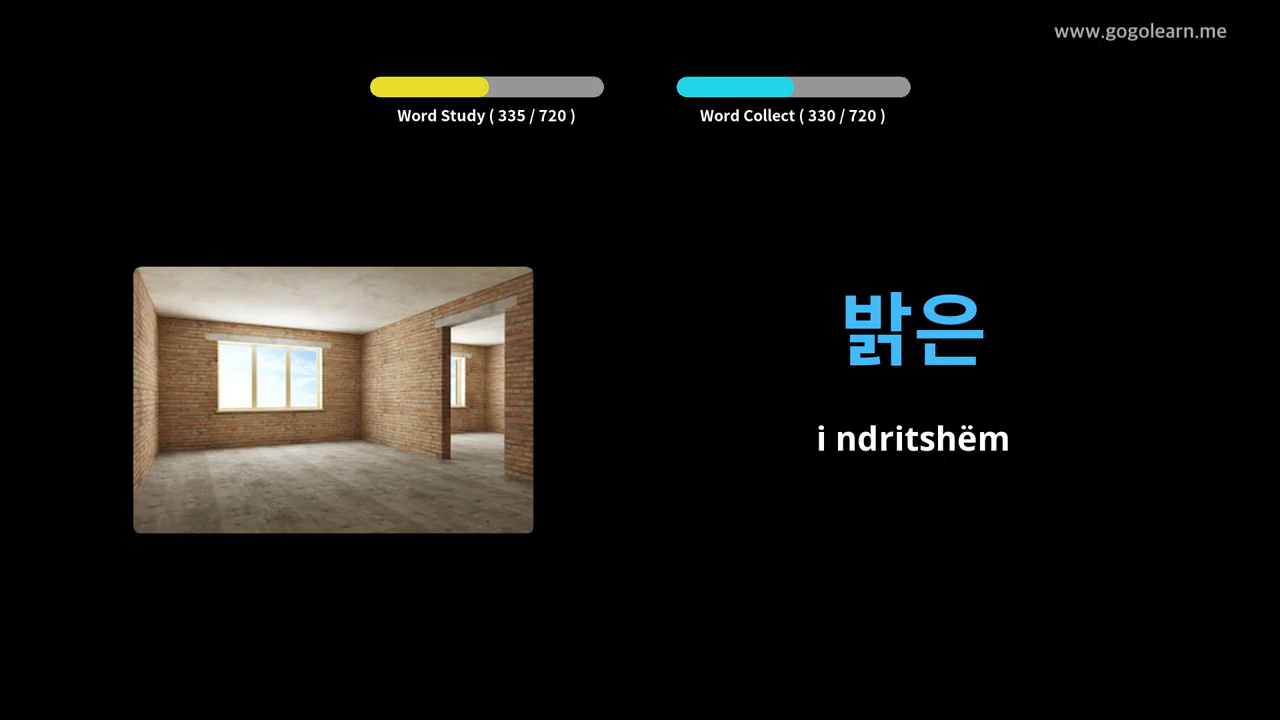 www.gogolearn.me
Word Study ( 335 / 720 )
Word Collect ( 330 / 720 )
밝은
i ndritshëm